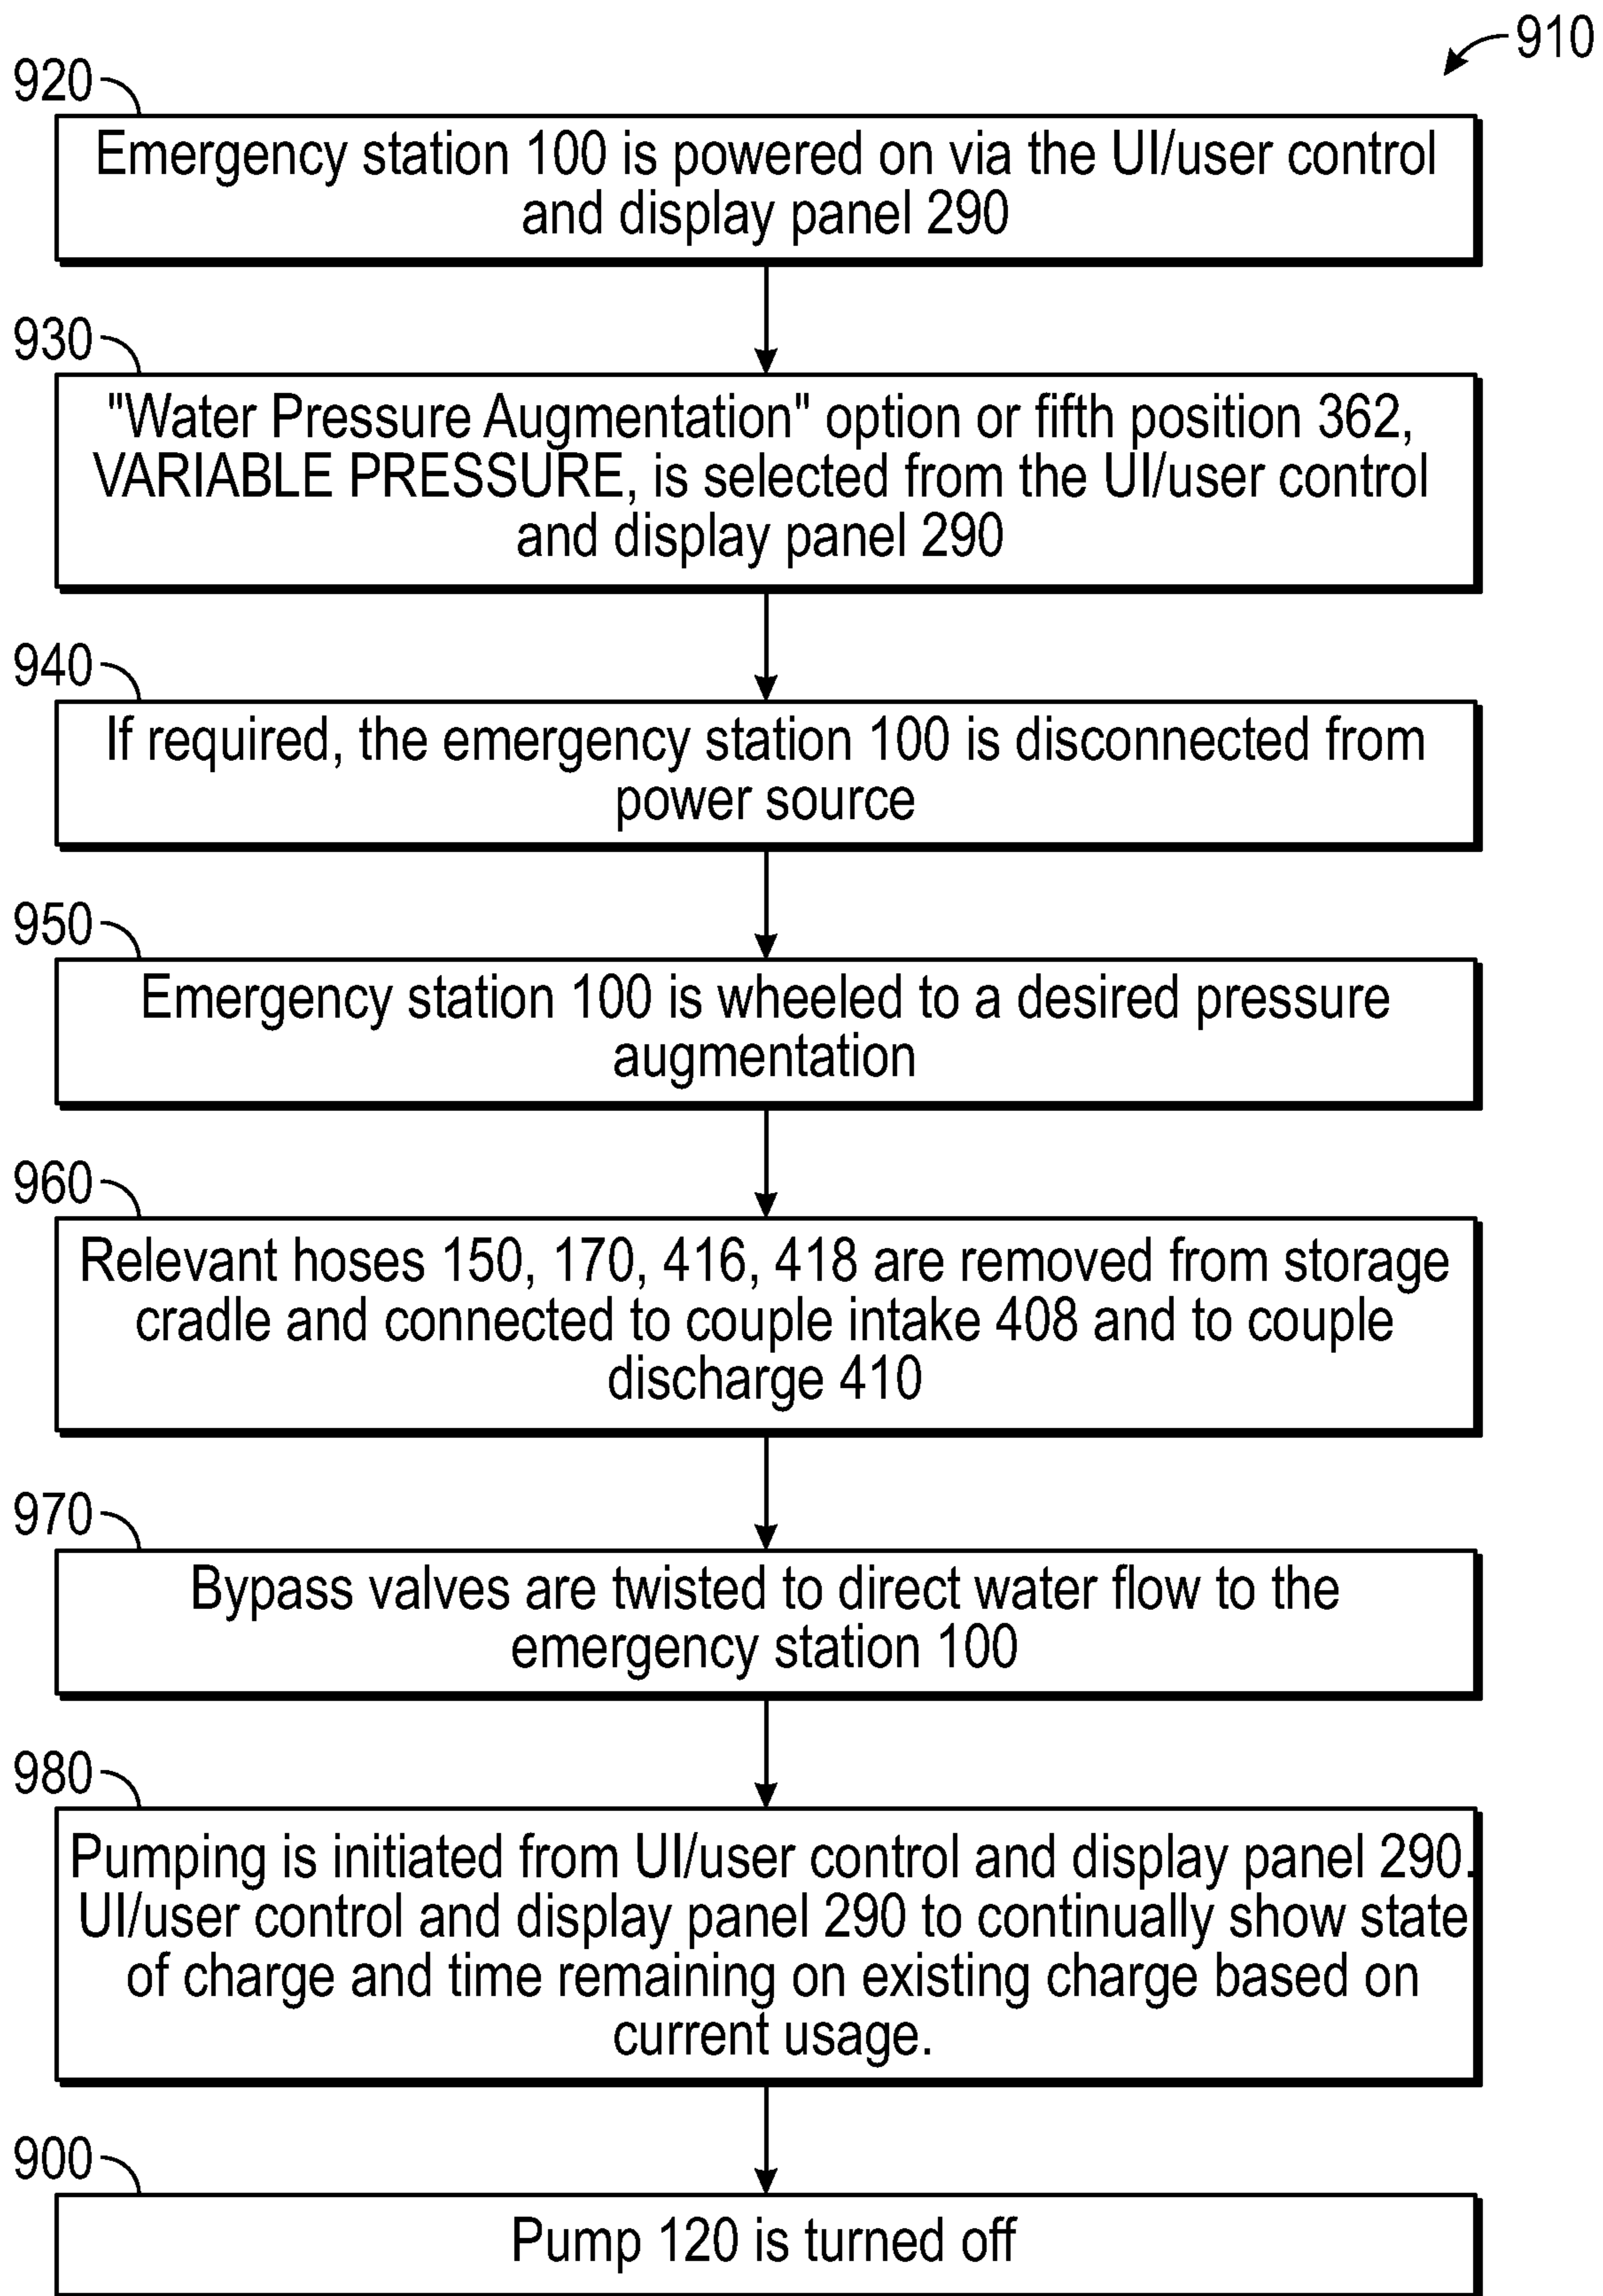 910
920
Emergency station 100 is powered on via the UI/user control
and display panel 290
930
"Water Pressure Augmentation" option or fifth position 362,
VARIABLE PRESSURE, is selected from the UI/user control
and display panel 290
940
If required, the emergency station 100 is disconnected from
power source
950
Emergency station 100 is wheeled to a desired pressure
augmentation
960
Relevant hoses 150, 170, 416, 418 are removed from storage
cradle and connected to couple intake 408 and to couple
discharge 410
970
Bypass valves are twisted to direct water flow to the
emergency station 100
980
Pumping is initiated from UI/user control and display panel 290.
UI/user control and display panel 290 to continually show state
of charge and time remaining on existing charge based on
current usage.
900
Pump 120 is turned off